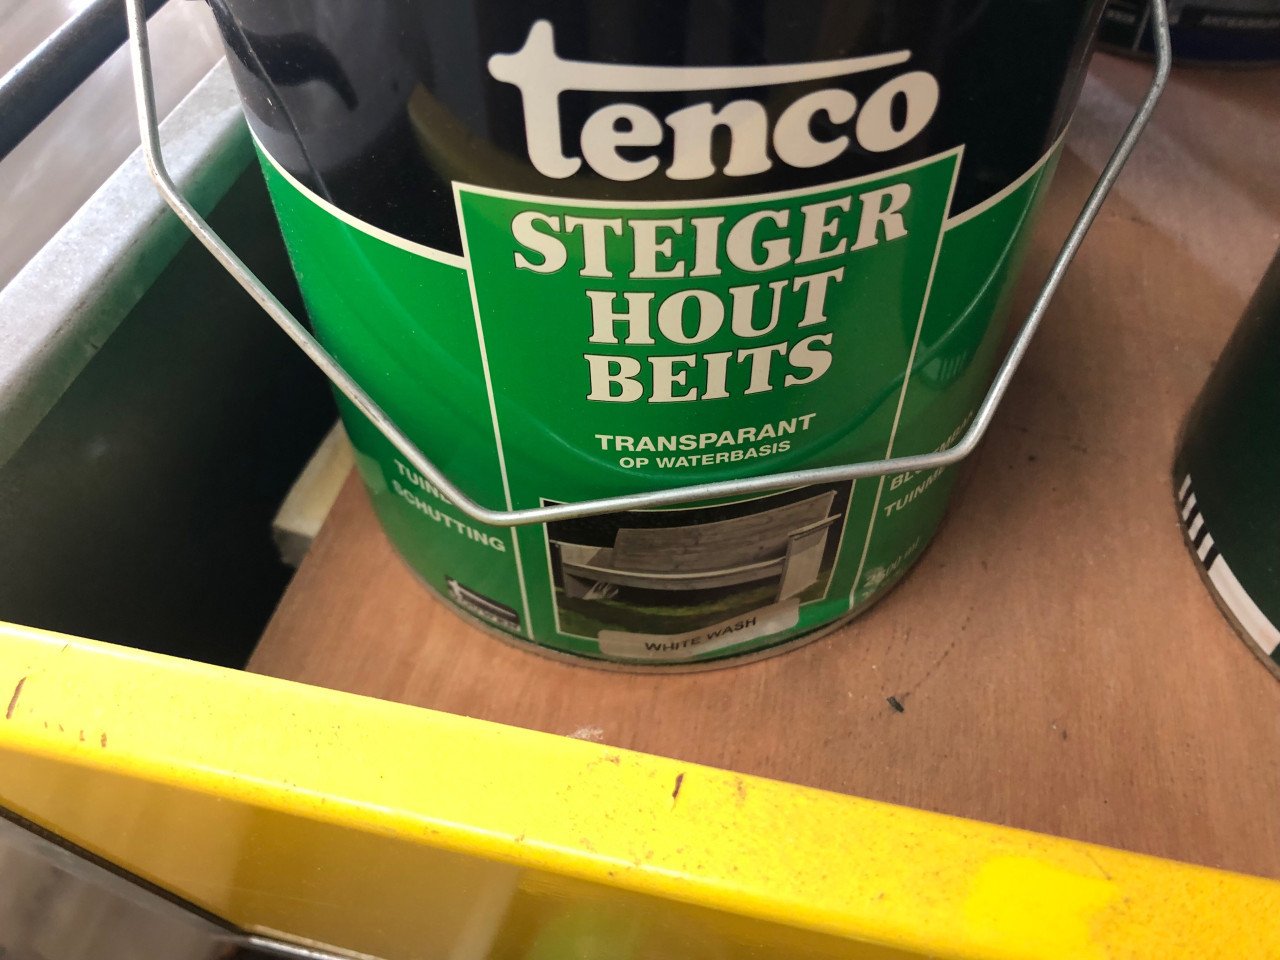 tenco
STEIGER
HOUT
BEITS
TRANSPARANT
OP WATERBASIS
SCHUTTING
WHITE WASH